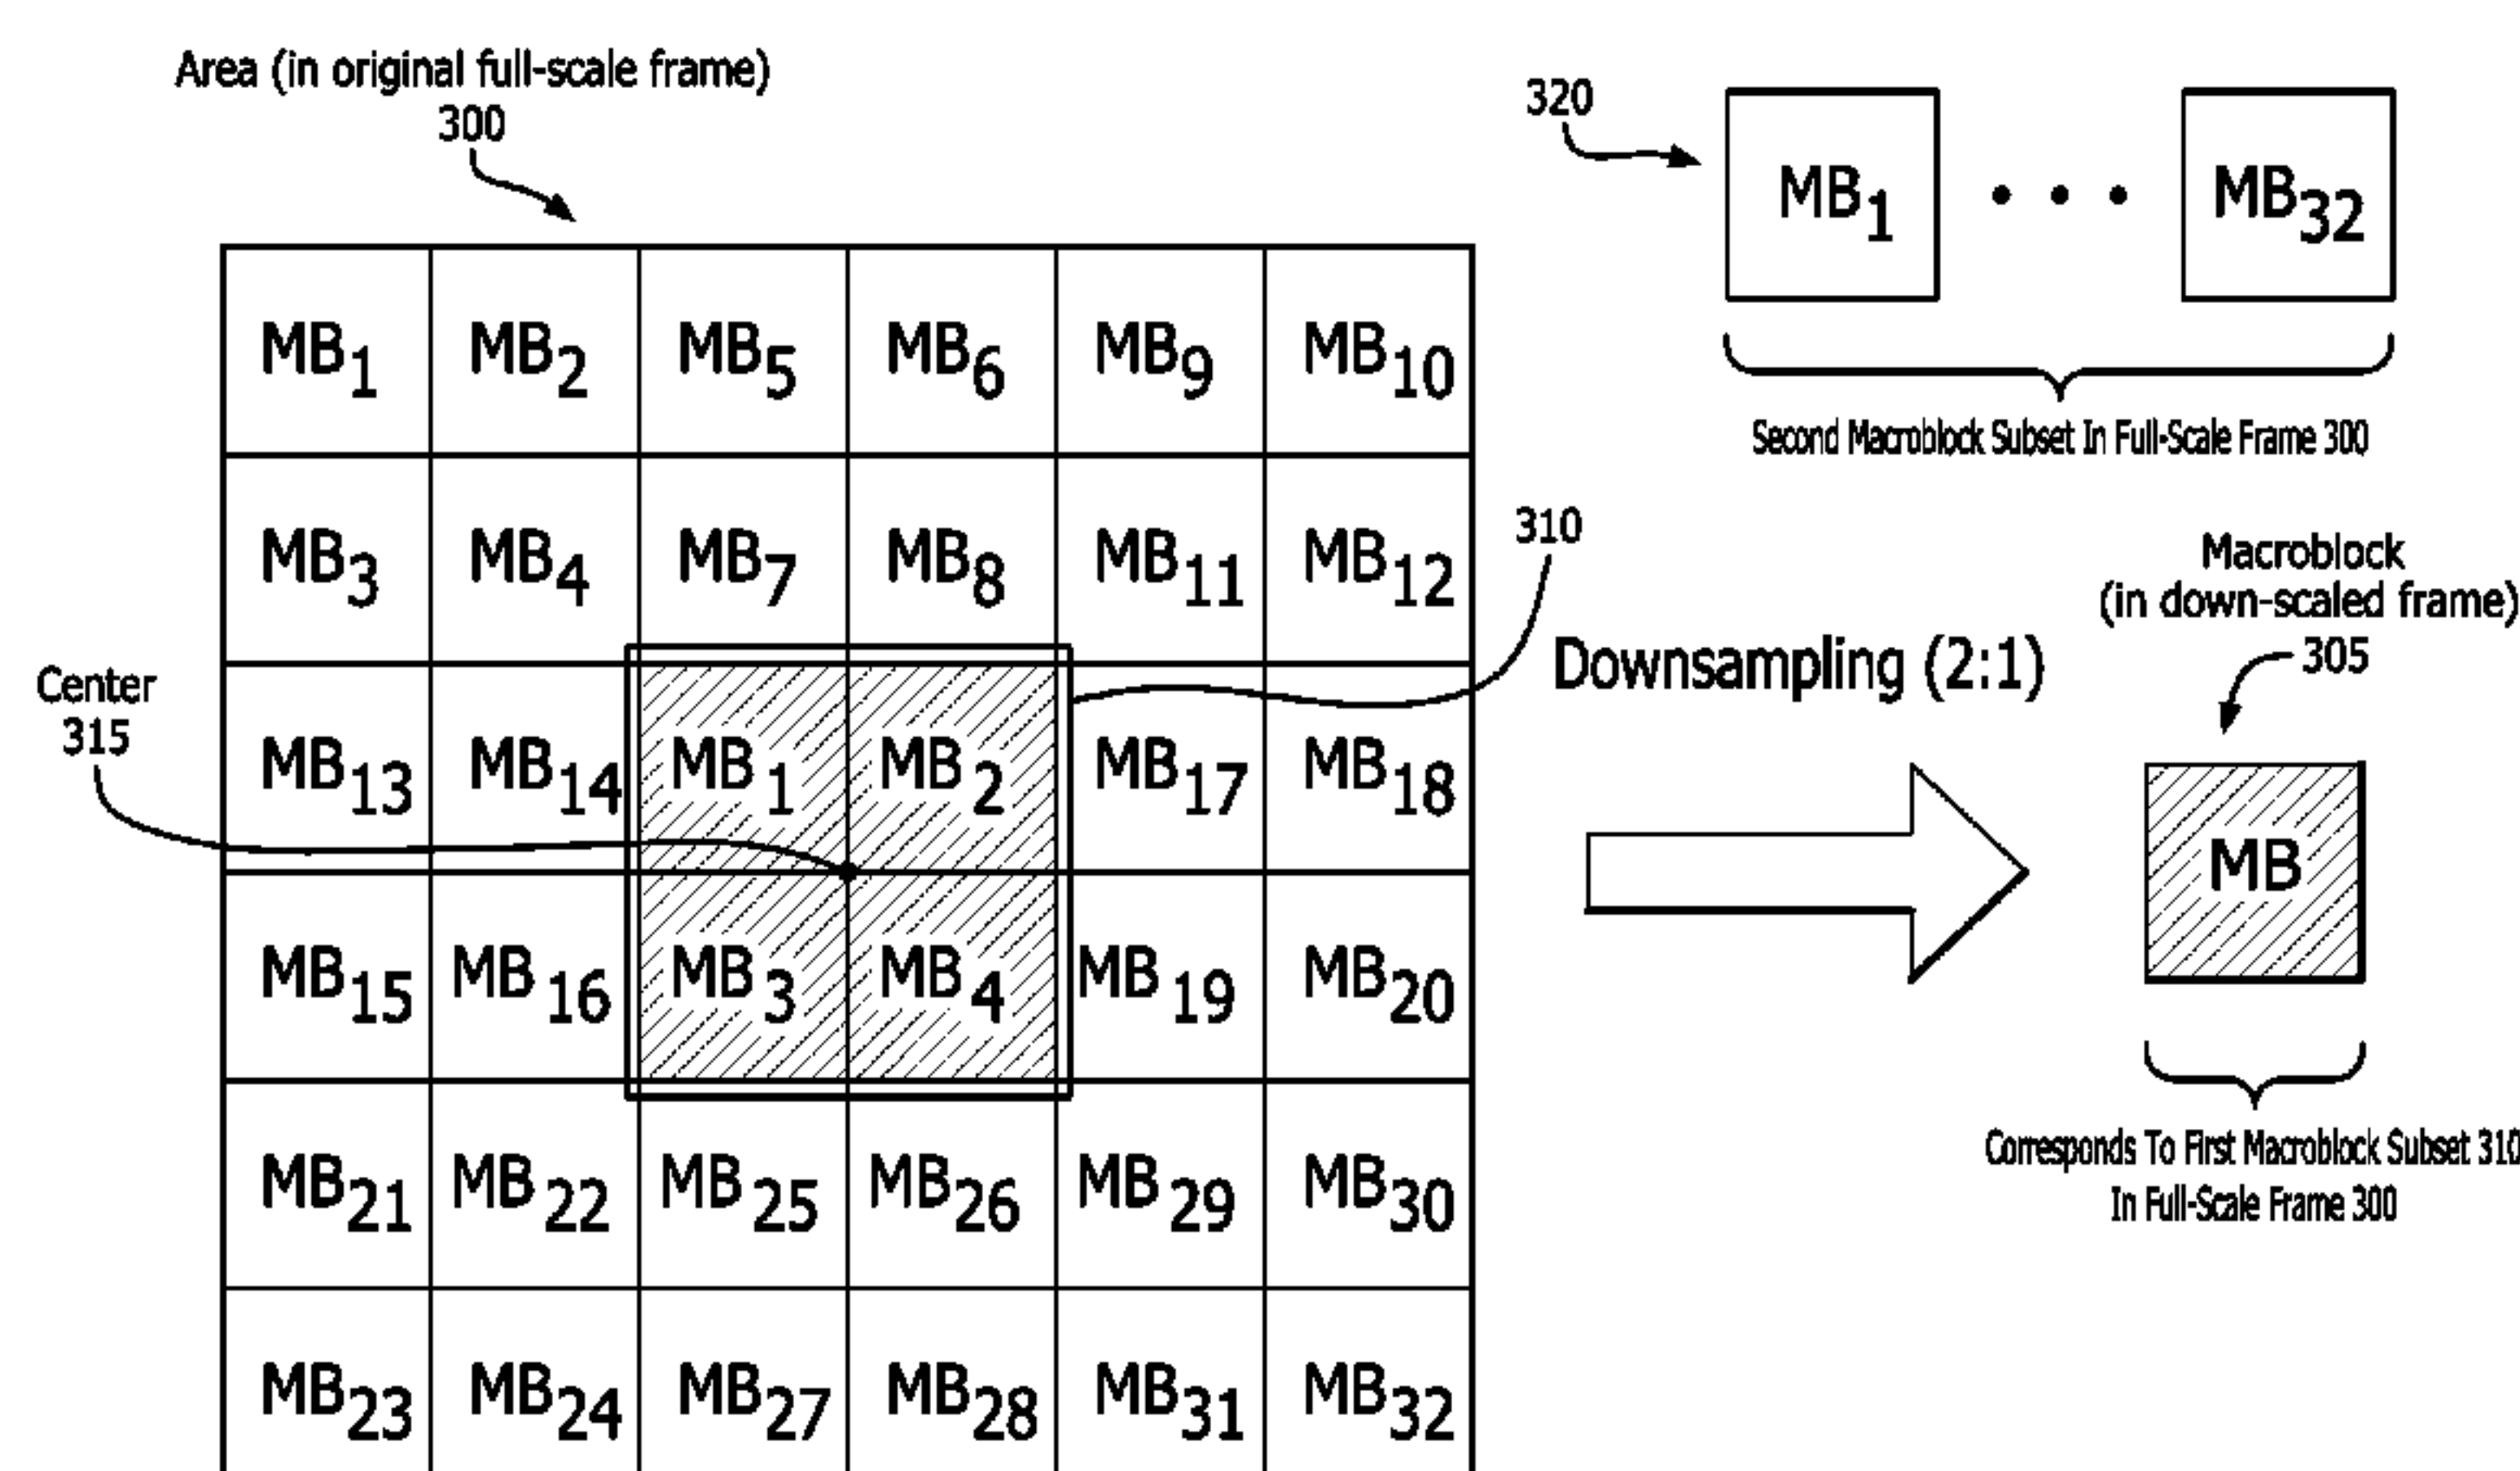 Area (in original full-scale frame)
300
320
MB1 • • • MB32
Second Macroblock Subset In Full-Scale Frame 300
MB1 MB2 MB5 MB6 MB9 MB10
MB3 MB4 MB7 MB8 MB11 MB12
310
Center
315
MB13 MB14 MB1 MB2 MB17 MB18
MB15 MB16 MB3 MB4 MB19 MB20
MB21 MB22 MB25 MB26 MB29 MB30
MB23 MB24 MB27 MB28 MB31 MB32
Downsampling (2:1)
Macroblock
(in down-scaled frame)
305
MB
Corresponds To First Macroblock Subset 310
In Full-Scale Frame 300